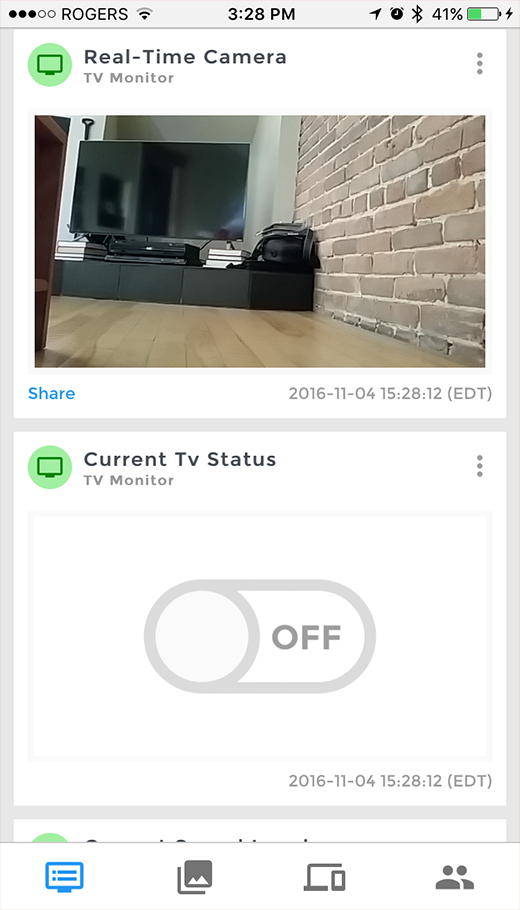 ROGERS 3:28 PM 41%
Real-Time Camera
TV Monitor
Share 2016-11-04 15:28:12 (EDT)
Current Tv Status
TV Monitor
OFF
2016-11-04 15:28:12 (EDT)